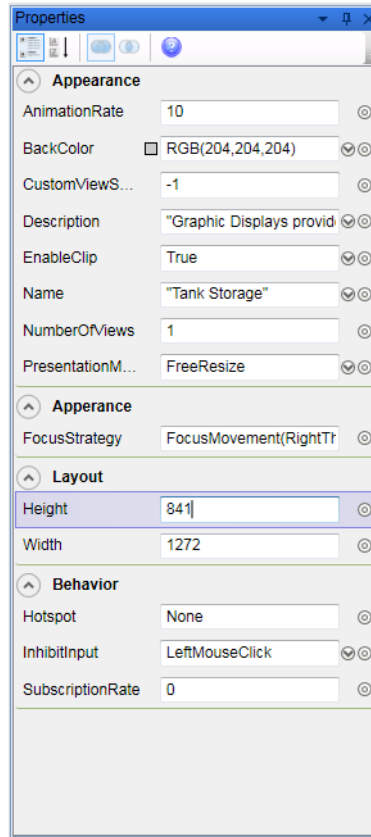 Properties
Appearance
AnimationRate 10
BackColor RGB(204,204,204)
CustomViewS... -1
Description "Graphic Displays provid
EnableClip True
Name "Tank Storage"
NumberOfViews 1
PresentationM... FreeResize
Apperance
FocusStrategy FocusMovement(RightTh
Layout
Height 841
Width 1272
Behavior
Hotspot None
InhibitInput LeftMouseClick
SubscriptionRate 0